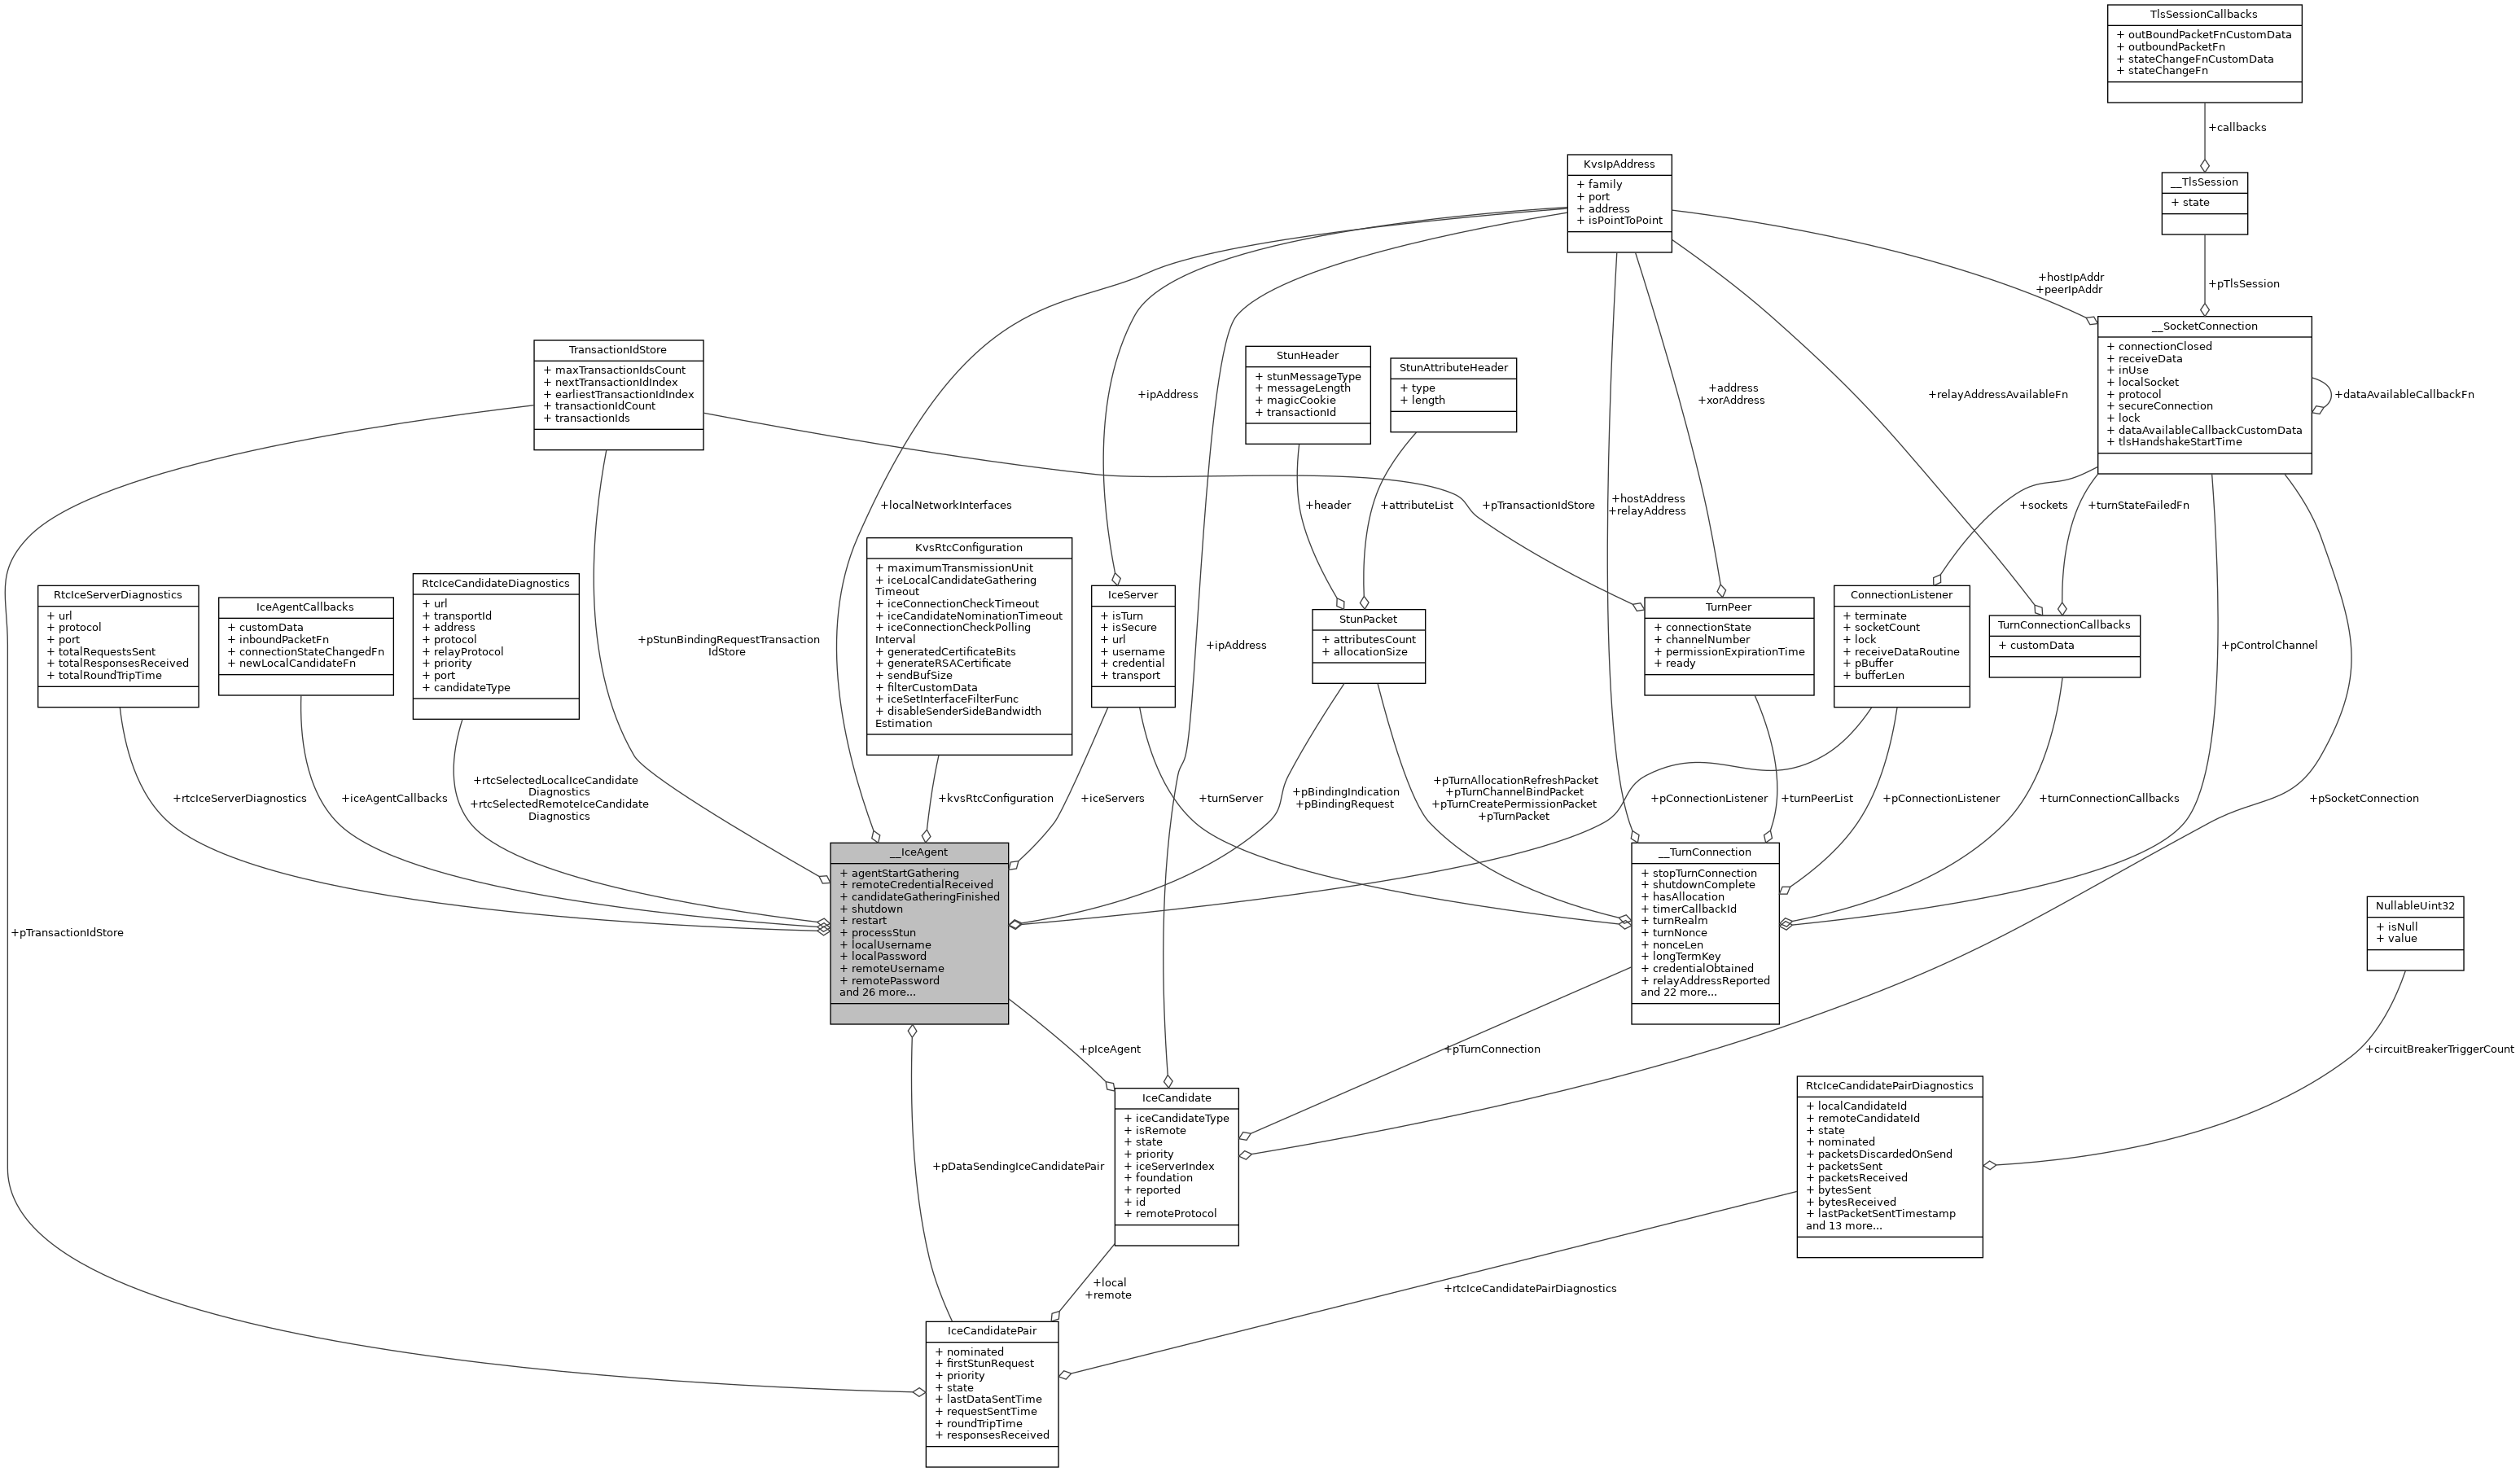 TlsSessionCallbacks
+ outBoundPacketFnCustomData
+ outboundPacketFn
+ stateChangeFnCustomData
+ stateChangeFn
+callbacks
__TlsSession
+ state
+pTlsSession
KvsIpAddress
+ family
+ port
+ address
+ isPointToPoint
+hostIpAddr
+peerIpAddr
__SocketConnection
+ connectionClosed
+ receiveData
+ inUse
+ localSocket
+ protocol
+ secureConnection
+ lock
+ dataAvailableCallbackCustomData
+ tlsHandshakeStartTime
+dataAvailableCallbackFn
TransactionIdStore
+ maxTransactionIdsCount
+ nextTransactionIdIndex
+ earliestTransactionIdIndex
+ transactionIdCount
+ transactionIds
+ipAddress
StunHeader
+ stunMessageType
+ messageLength
+ magicCookie
+ transactionId
StunAttributeHeader
+ type
+ length
+address
+xorAddress
+relayAddressAvailableFn
+localNetworkInterfaces
+header
+attributeList
+pTransactionIdStore
+hostAddress
+relayAddress
+sockets
+turnStateFailedFn
RtcIceServerDiagnostics
+ url
+ protocol
+ port
+ totalRequestsSent
+ totalResponsesReceived
+ totalRoundTripTime
IceAgentCallbacks
+ customData
+ inboundPacketFn
+ connectionStateChangedFn
+ newLocalCandidateFn
RtcIceCandidateDiagnostics
+ url
+ transportId
+ address
+ protocol
+ relayProtocol
+ priority
+ port
+ candidateType
+pStunBindingRequestTransaction
IdStore
KvsRtcConfiguration
+ maximumTransmissionUnit
+ iceLocalCandidateGathering
Timeout
+ iceConnectionCheckTimeout
+ iceCandidateNominationTimeout
+ iceConnectionCheckPolling
Interval
+ generatedCertificateBits
+ generateRSACertificate
+ sendBufSize
+ filterCustomData
+ iceSetInterfaceFilterFunc
+ disableSenderSideBandwidth
Estimation
IceServer
+ isTurn
+ isSecure
+ url
+ username
+ credential
+ transport
+ipAddress
StunPacket
+ attributesCount
+ allocationSize
TurnPeer
+ connectionState
+ channelNumber
+ permissionExpirationTime
+ ready
ConnectionListener
+ terminate
+ socketCount
+ lock
+ receiveDataRoutine
+ pBuffer
+ bufferLen
TurnConnectionCallbacks
+ customData
+pControlChannel
+rtcIceServerDiagnostics
+iceAgentCallbacks
+rtcSelectedLocalIceCandidate
Diagnostics
+rtcSelectedRemoteIceCandidate
Diagnostics
+kvsRtcConfiguration
+iceServers
+turnServer
+pBindingIndication
+pBindingRequest
+pTurnAllocationRefreshPacket
+pTurnChannelBindPacket
+pTurnCreatePermissionPacket
+pTurnPacket
+pConnectionListener
+turnPeerList
+pConnectionListener
+turnConnectionCallbacks
+pSocketConnection
__IceAgent
+ agentStartGathering
+ remoteCredentialReceived
+ candidateGatheringFinished
+ shutdown
+ restart
+ processStun
+ localUsername
+ localPassword
+ remoteUsername
+ remotePassword
and 26 more...
__TurnConnection
+ stopTurnConnection
+ shutdownComplete
+ hasAllocation
+ timerCallbackId
+ turnRealm
+ turnNonce
+ nonceLen
+ longTermKey
+ credentialObtained
+ relayAddressReported
and 22 more...
NullableUint32
+ isNull
+ value
+pTransactionIdStore
+pIceAgent
+pTurnConnection
+circuitBreakerTriggerCount
+pDataSendingIceCandidatePair
IceCandidate
+ iceCandidateType
+ isRemote
+ state
+ priority
+ iceServerIndex
+ foundation
+ reported
+ id
+ remoteProtocol
RtcIceCandidatePairDiagnostics
+ localCandidateId
+ remoteCandidateId
+ state
+ nominated
+ packetsDiscardedOnSend
+ packetsSent
+ packetsReceived
+ bytesSent
+ bytesReceived
+ lastPacketSentTimestamp
and 13 more...
+local
+remote
+rtcIceCandidatePairDiagnostics
IceCandidatePair
+ nominated
+ firstStunRequest
+ priority
+ state
+ lastDataSentTime
+ requestSentTime
+ roundTripTime
+ responsesReceived